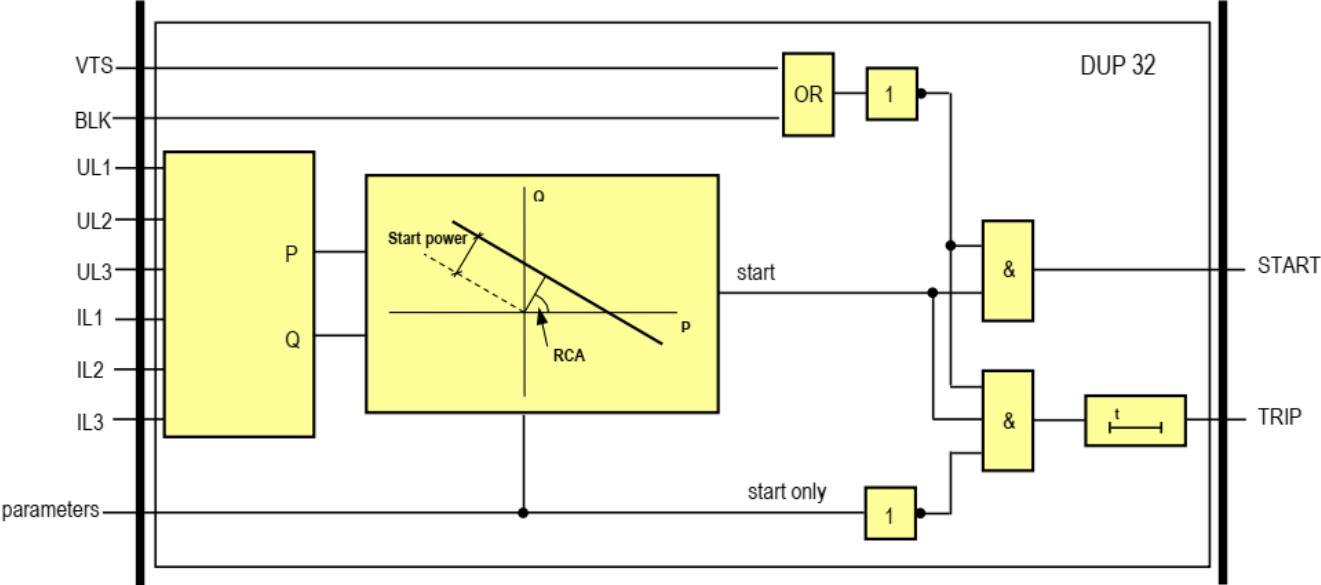 VTS
OR
1
DUP 32
BLK
UL1
UL2
UL3
IL1
IL2
IL3
P
Q
Q
Start power
P
RCA
start
&
START
&
t
TRIP
parameters
start only
1